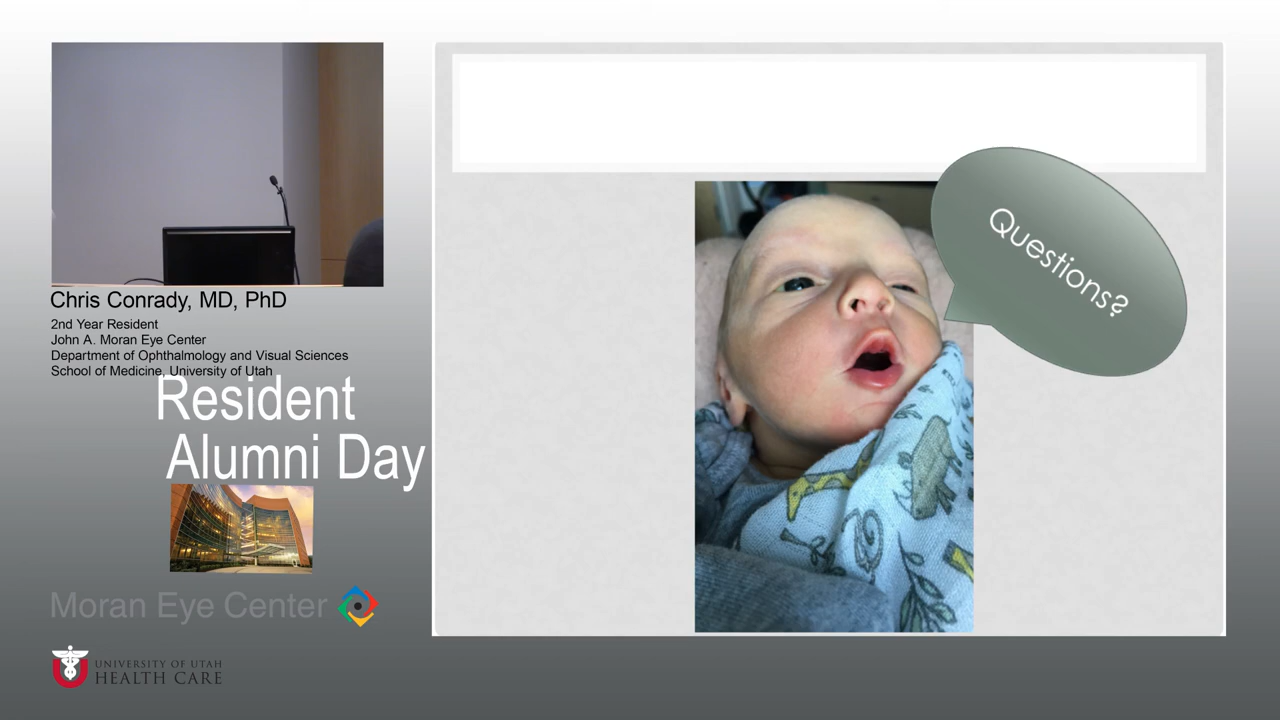 Chris Conrady, MD, PhD
2nd Year Resident
John A. Moran Eye Center
Department of Ophthalmology and Visual Sciences
School of Medicine, University of Utah
Resident
Alumni Day
Moran Eye Center
UNIVERSITY OF UTAH
HEALTH CARE
Questions?